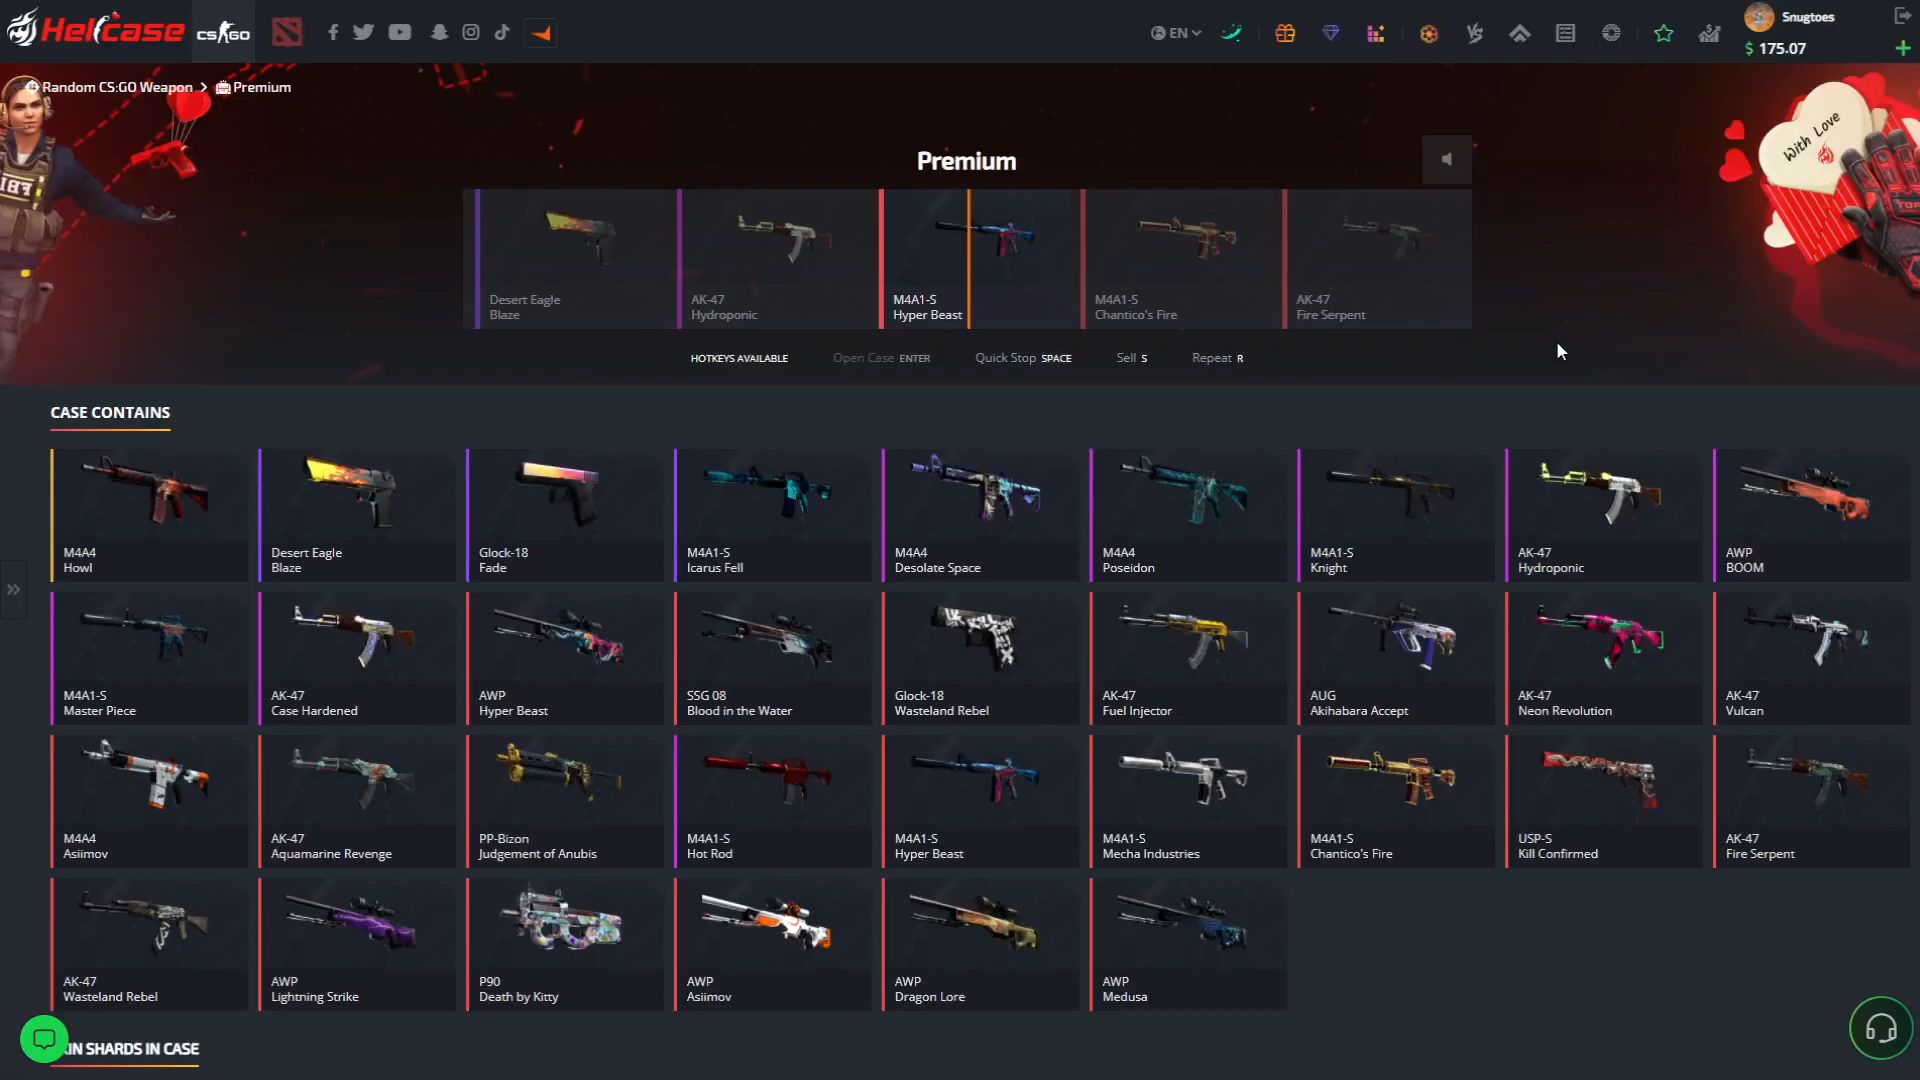 Hellcase
CS:GO
EN
Snugtoes
$ 175.07
Random CS:GO Weapon
Premium
FBI
With Love
Premium
Desert Eagle
Blaze
AK-47
Hydroponic
M4A1-S
Hyper Beast
M4A1-S
Chantico's Fire
AK-47
Fire Serpent
HOTKEYS AVAILABLE
Open Case ENTER
Quick Stop SPACE
Sell S
Repeat R
CASE CONTAINS
M4A4
Howl
Desert Eagle
Blaze
Glock-18
Fade
M4A1-S
Icarus Fell
M4A4
Desolate Space
M4A4
Poseidon
M4A1-S
Knight
AK-47
Hydroponic
AWP
BOOM
M4A1-S
Master Piece
AK-47
Case Hardened
AWP
Hyper Beast
SSG 08
Blood in the Water
Glock-18
Wasteland Rebel
AK-47
Fuel Injector
AUG
Akihabara Accept
AK-47
Neon Revolution
AK-47
Vulcan
M4A4
Asiimov
AK-47
Aquamarine Revenge
PP-Bizon
Judgement of Anubis
M4A1-S
Hot Rod
M4A1-S
Hyper Beast
M4A1-S
Mecha Industries
M4A1-S
Chantico's Fire
USP-S
Kill Confirmed
AK-47
Fire Serpent
AK-47
Wasteland Rebel
AWP
Lightning Strike
P90
Death by Kitty
AWP
Asiimov
AWP
Dragon Lore
AWP
Medusa
IN SHARDS IN CASE